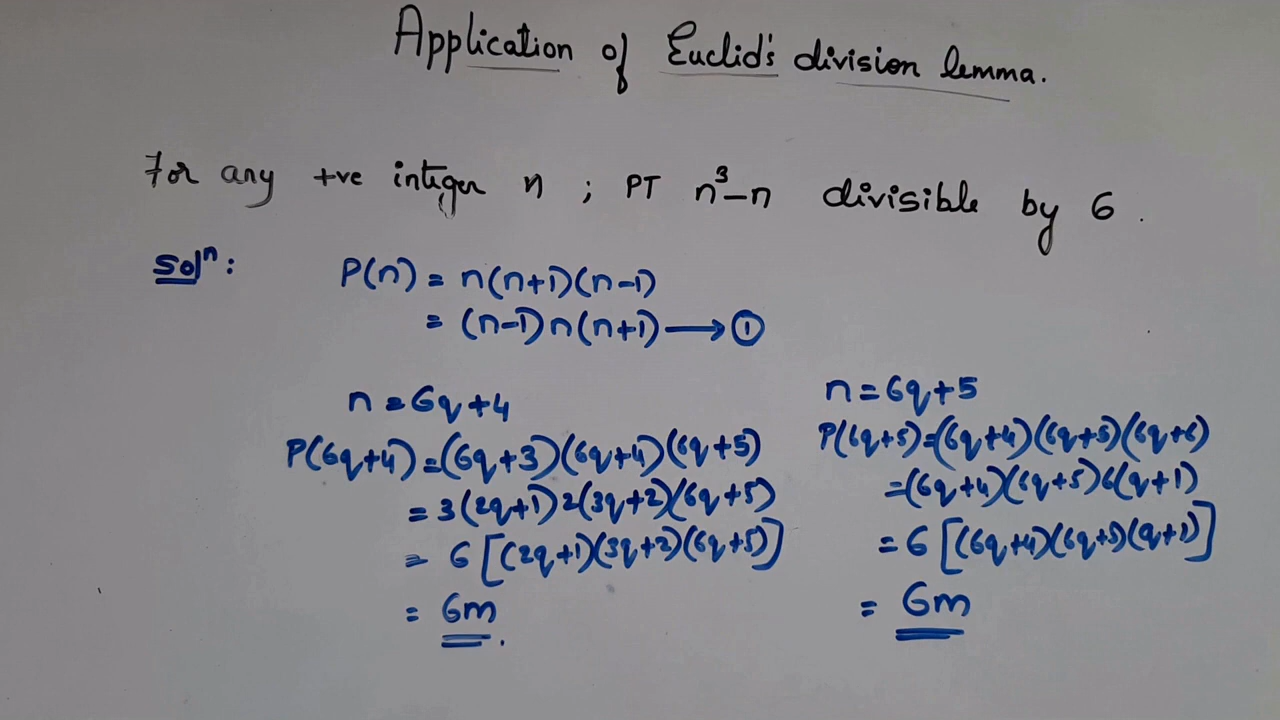 Application of Euclid's division lemma.
For any +ve integer n ; PT n³-n divisible by 6 .
Solⁿ :
P(n) = n(n+1)(n-1)
= (n-1)n(n+1) ⟶ ①
n = 6q+4
P(6q+4) = (6q+3)(6q+4)(6q+5)
= 3(2q+1)2(3q+2)(6q+5)
= 6[(2q+1)(3q+2)(6q+5)]
= 6m .
n = 6q+5
P(6q+5) = (6q+4)(6q+5)(6q+6)
= (6q+4)(6q+5)6(q+1)
= 6[(6q+4)(6q+5)(q+1)]
= 6m